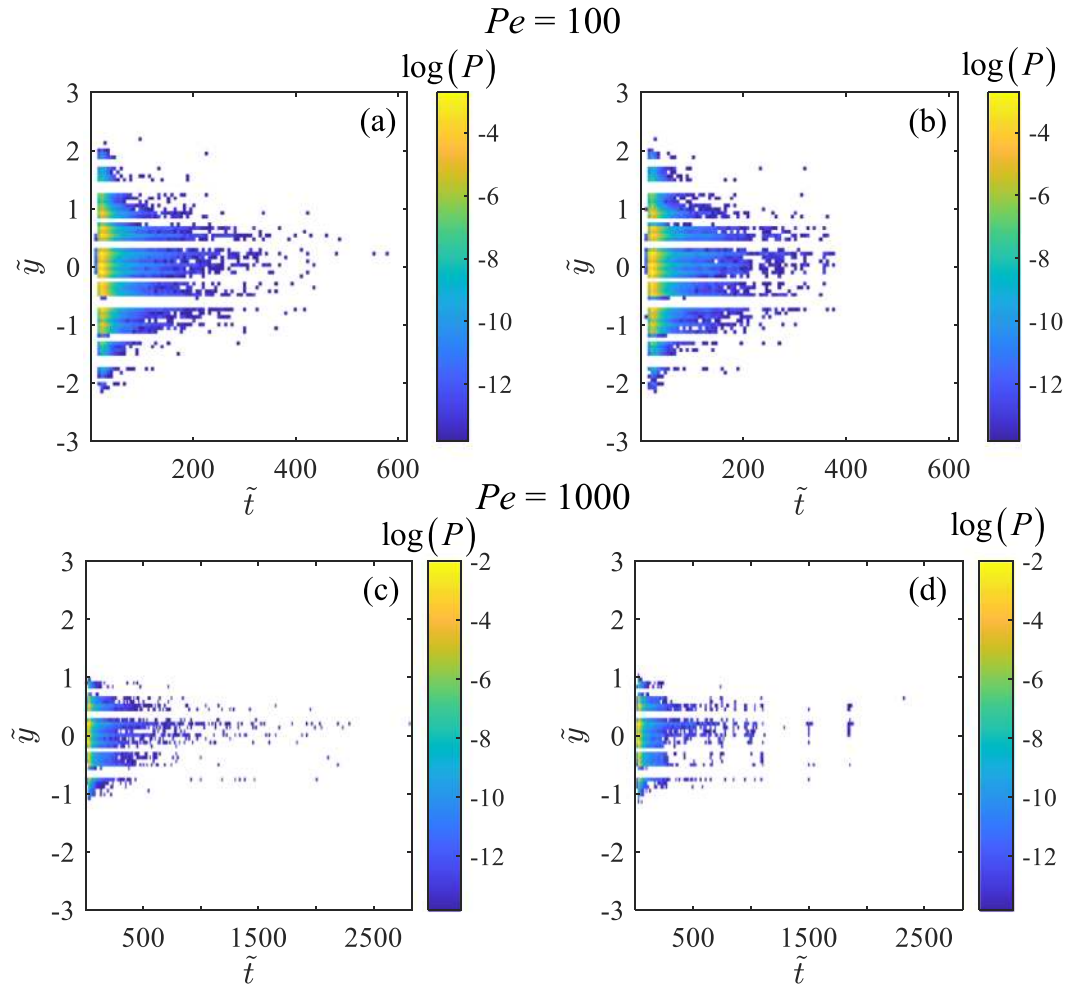 Pe = 100
log(P) log(P)
3 (a) -4 3 (b) -4
2 2
1 -6 1 -6
ỹ 0 -8 ỹ 0 -8
-1 -10 -1 -10
-2 -12 -2 -12
-3 -3
200 400 600 200 400 600
t̃ t̃
Pe = 1000
log(P) log(P)
3 (c) -2 3 (d) -2
2 -4 2 -4
1 -6 1 -6
ỹ 0 -8 ỹ 0 -8
-1 -10 -1 -10
-2 -12 -2 -12
-3 -3
500 1500 2500 500 1500 2500
t̃ t̃